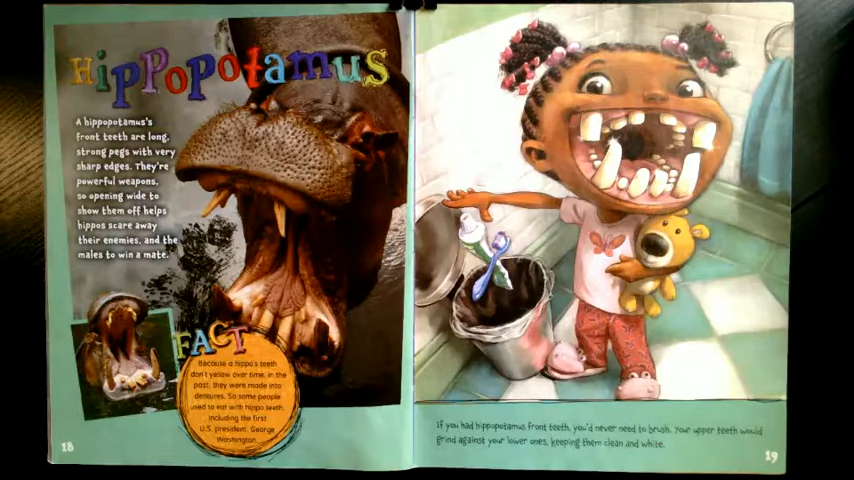 Hippopotamus
A hippopotamus's
front teeth are long,
strong pegs with very
sharp edges. They're
powerful weapons,
so opening wide to
show them off helps
hippos scare away
their enemies, and the
males to win a mate.
FACT
Because a hippo's teeth
don't yellow over time, in the
past, they were made into
dentures. So some people
used to eat with hippo teeth,
including the first
U.S. president, George
Washington.
18
If you had hippopotamus front teeth, you'd never need to brush. Your upper teeth would
grind against your lower ones, keeping them clean and white.
19